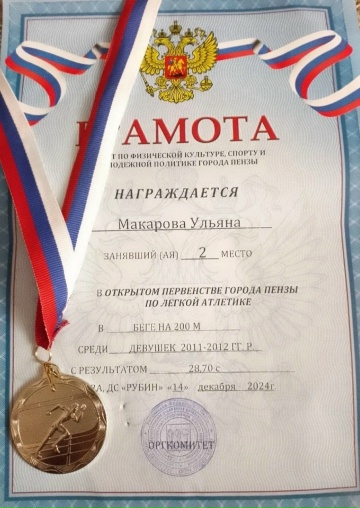 ГРАМОТА
ПО ФИЗИЧЕСКОЙ КУЛЬТУРЕ, СПОРТУ И
МОЛОДЕЖНОЙ ПОЛИТИКЕ ГОРОДА ПЕНЗЫ
НАГРАЖДАЕТСЯ
Макарова Ульяна
ЗАНЯВШИЙ (АЯ) 2 МЕСТО
В ОТКРЫТОМ ПЕРВЕНСТВЕ ГОРОДА ПЕНЗЫ
ПО ЛЕГКОЙ АТЛЕТИКЕ
В БЕГЕ НА 200 М
СРЕДИ ДЕВУШЕК 2011-2012 ГГ. Р.
С РЕЗУЛЬТАТОМ 28,70 с
ДС «РУБИН» «14» декабря 2024г.
ОРГКОМИТЕТ